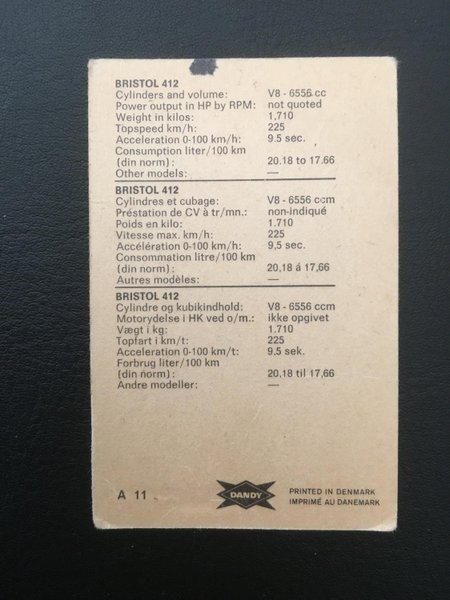 BRISTOL 412
Cylinders and volume: V8 - 6556 cc
Power output in HP by RPM: not quoted
Weight in kilos: 1,710
Topspeed km/h: 225
Acceleration 0-100 km/h: 9.5 sec.
Consumption liter/100 km
(din norm): 20.18 to 17.66
Other models: —
BRISTOL 412
Cylindres et cubage: V8 - 6556 ccm
Préstation de CV à tr/mn.: non-indiqué
Poids en kilo: 1.710
Vitesse max. km/h: 225
Accélération 0-100 km/h: 9,5 sec.
Consommation litre/100 km
(din norm): 20,18 á 17,66
Autres modèles: —
BRISTOL 412
Cylindre og kubikindhold: V8 - 6556 ccm
Motorydelse i HK ved o/m.: ikke opgivet
Vægt i kg: 1.710
Topfart i km/t: 225
Acceleration 0-100 km/t: 9,5 sek.
Forbrug liter/100 km
(din norm): 20,18 til 17,66
Andre modeller: —
A 11
DANDY
PRINTED IN DENMARK
IMPRIMÉ AU DANEMARK